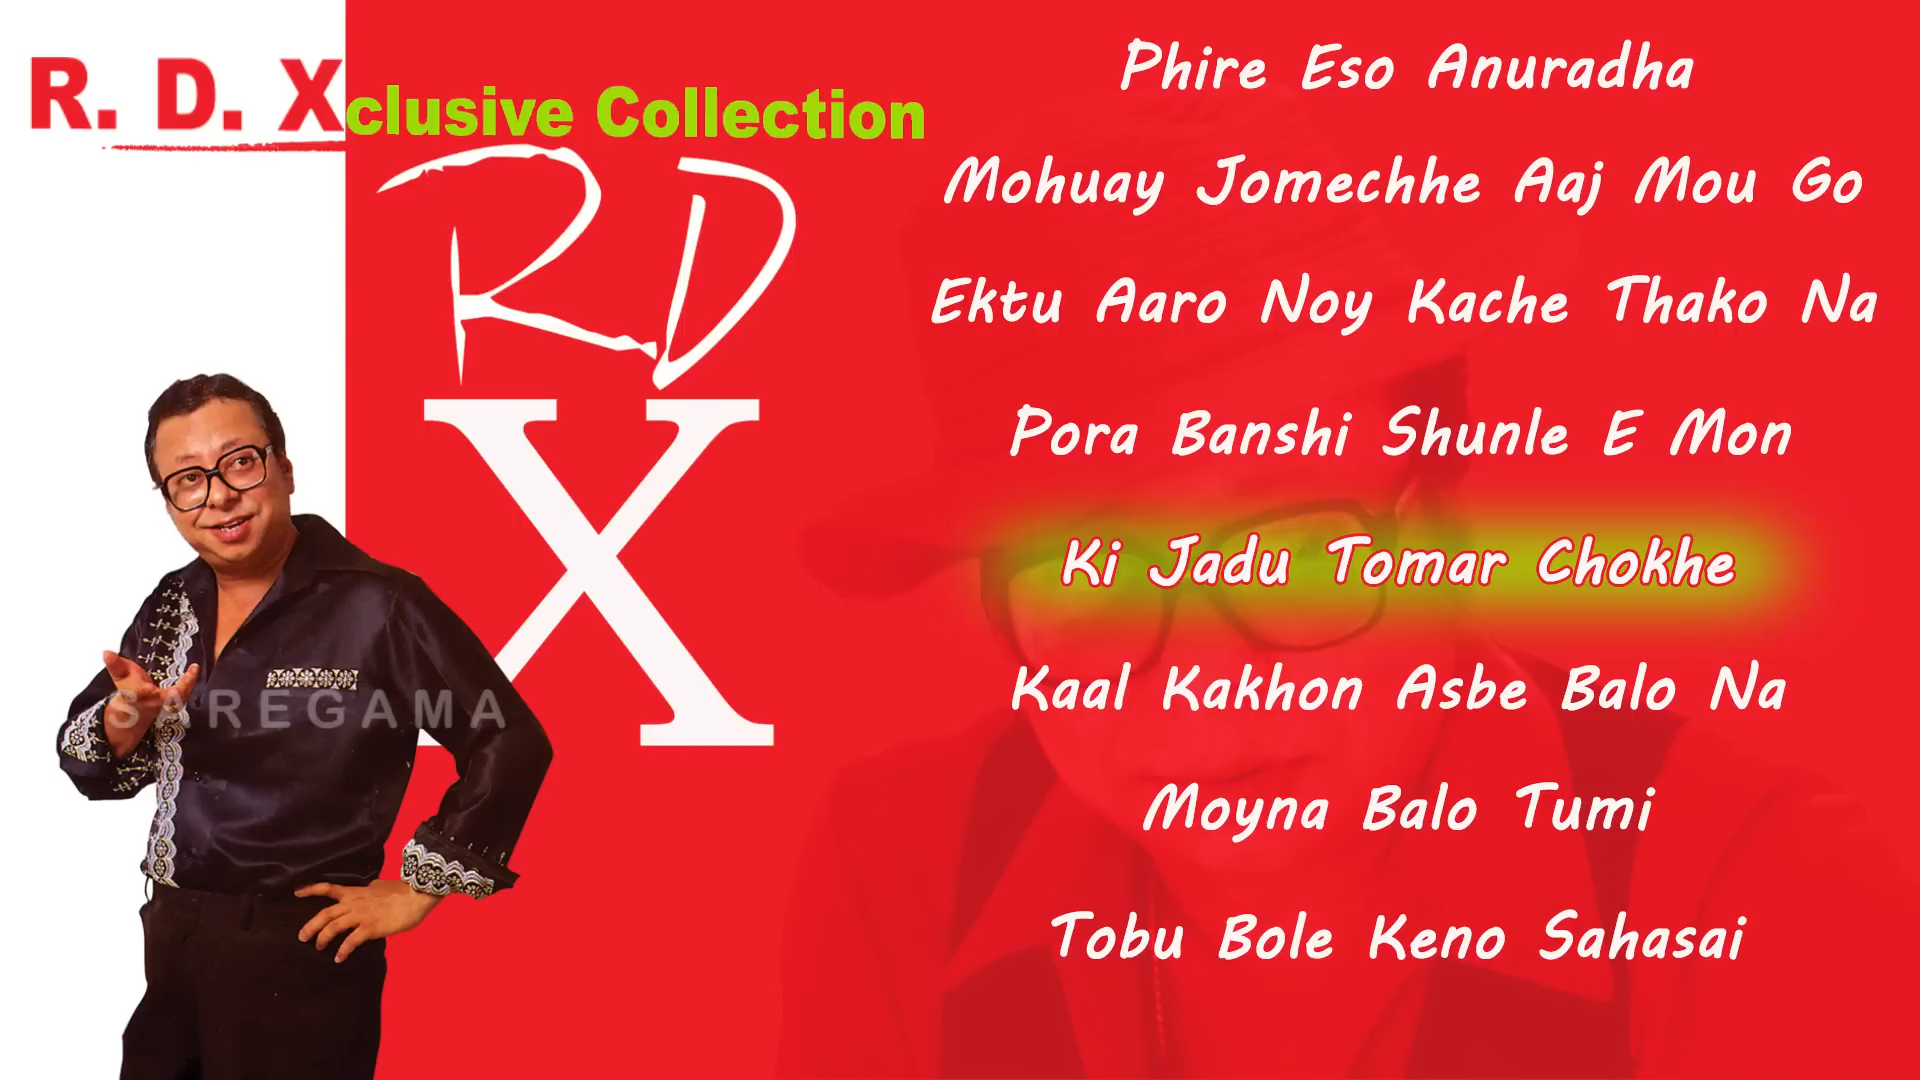 R. D. Xclusive Collection
RD
X
SAREGAMA
Phire Eso Anuradha
Mohuay Jomechhe Aaj Mou Go
Ektu Aaro Noy Kache Thako Na
Pora Banshi Shunle E Mon
Ki Jadu Tomar Chokhe
Kaal Kakhon Asbe Balo Na
Moyna Balo Tumi
Tobu Bole Keno Sahasai